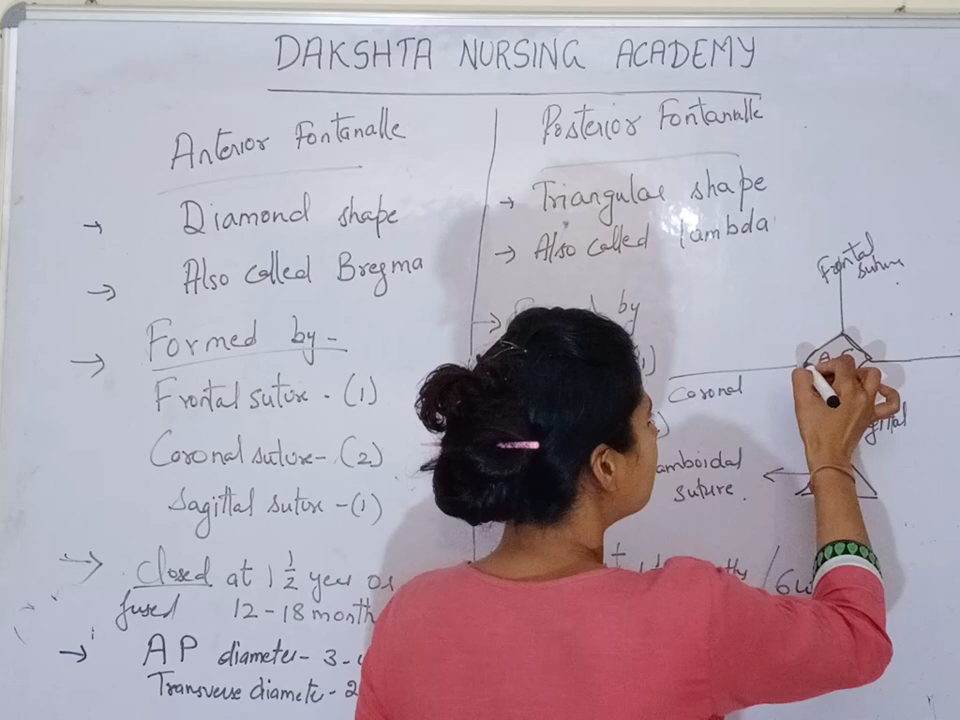 DAKSHTA NURSING ACADEMY
Anterior Fontanalle
→ Diamond shape
→ Also called Bregma
→ Formed by -
Frontal suture - (1)
Coronal suture - (2)
Sagittal suture - (1)
→ Closed at 1 1/2 year or
fused 12-18 month
→ AP diameter - 3 -
Transverse diamete - 2
Posterior Fontanalle
→ Triangular shape
→ Also called lambda
→ by
Frontal
suture
Coronal
suture.